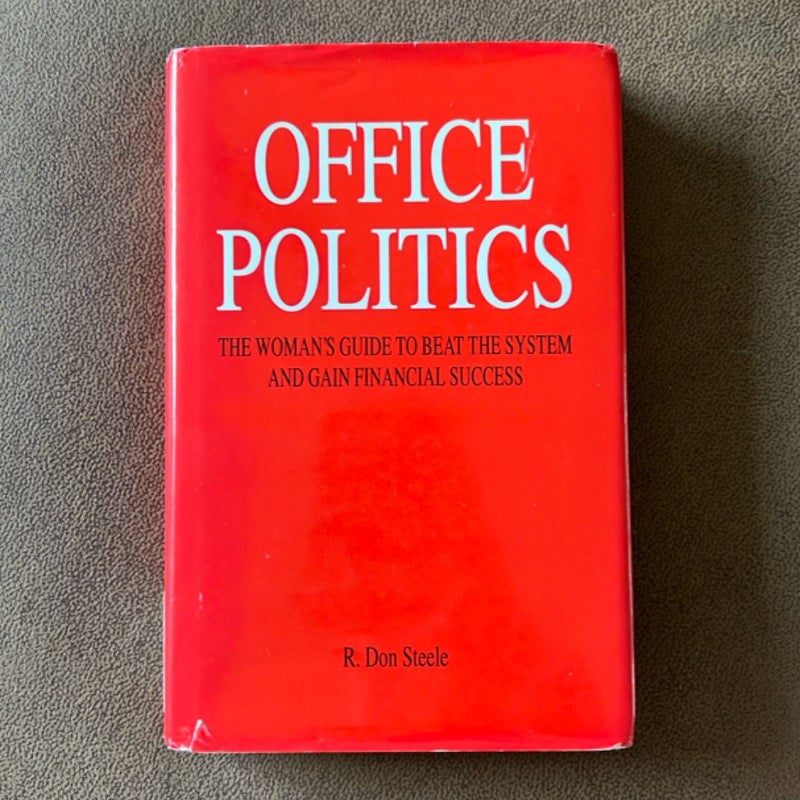 OFFICE
POLITICS
THE WOMAN'S GUIDE TO BEAT THE SYSTEM
AND GAIN FINANCIAL SUCCESS
R. Don Steele